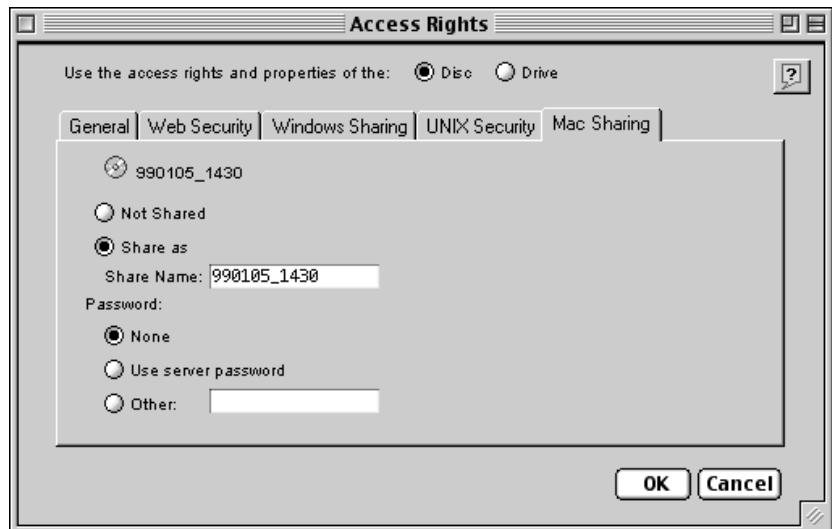 Access Rights
Use the access rights and properties of the: Disc Drive
?
General Web Security Windows Sharing UNIX Security Mac Sharing
990105_1430
Not Shared
Share as
Share Name: 990105_1430
Password:
None
Use server password
Other:
OK Cancel